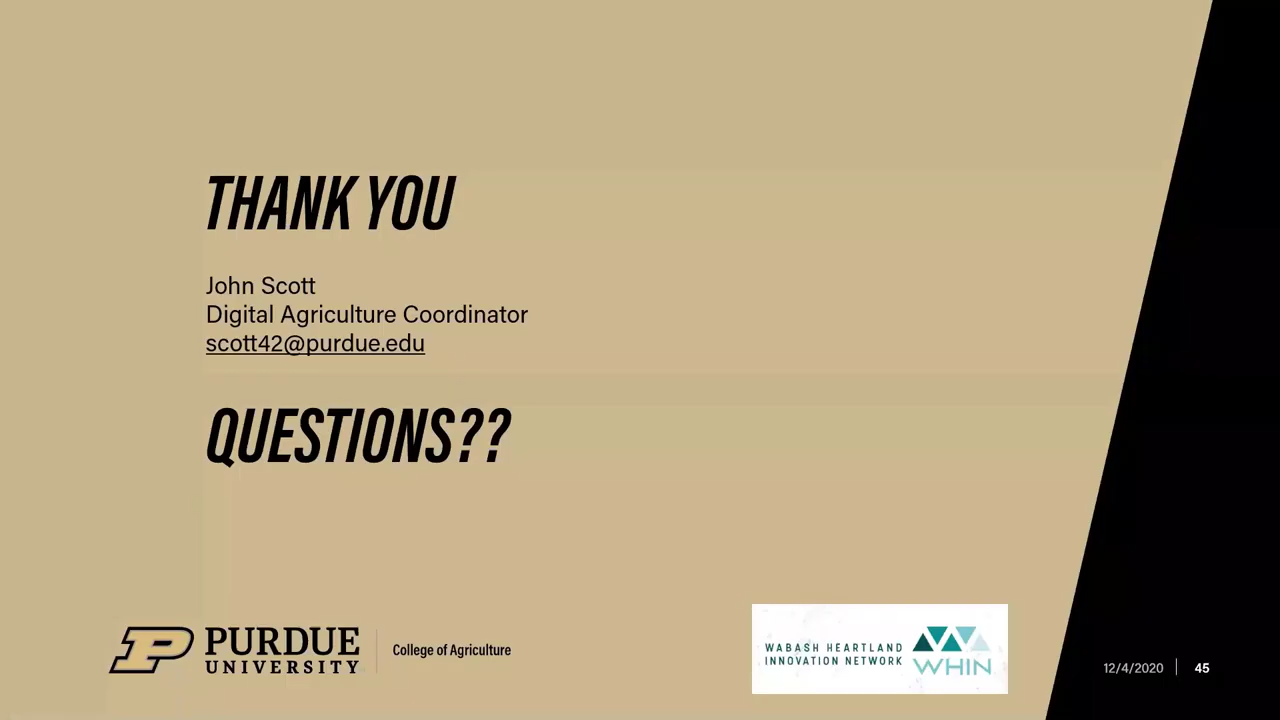 THANK YOU
John Scott
Digital Agriculture Coordinator
scott42@purdue.edu
QUESTIONS??
P PURDUE
UNIVERSITY
College of Agriculture
WABASH HEARTLAND
INNOVATION NETWORK
WHIN
12/4/2020 | 45